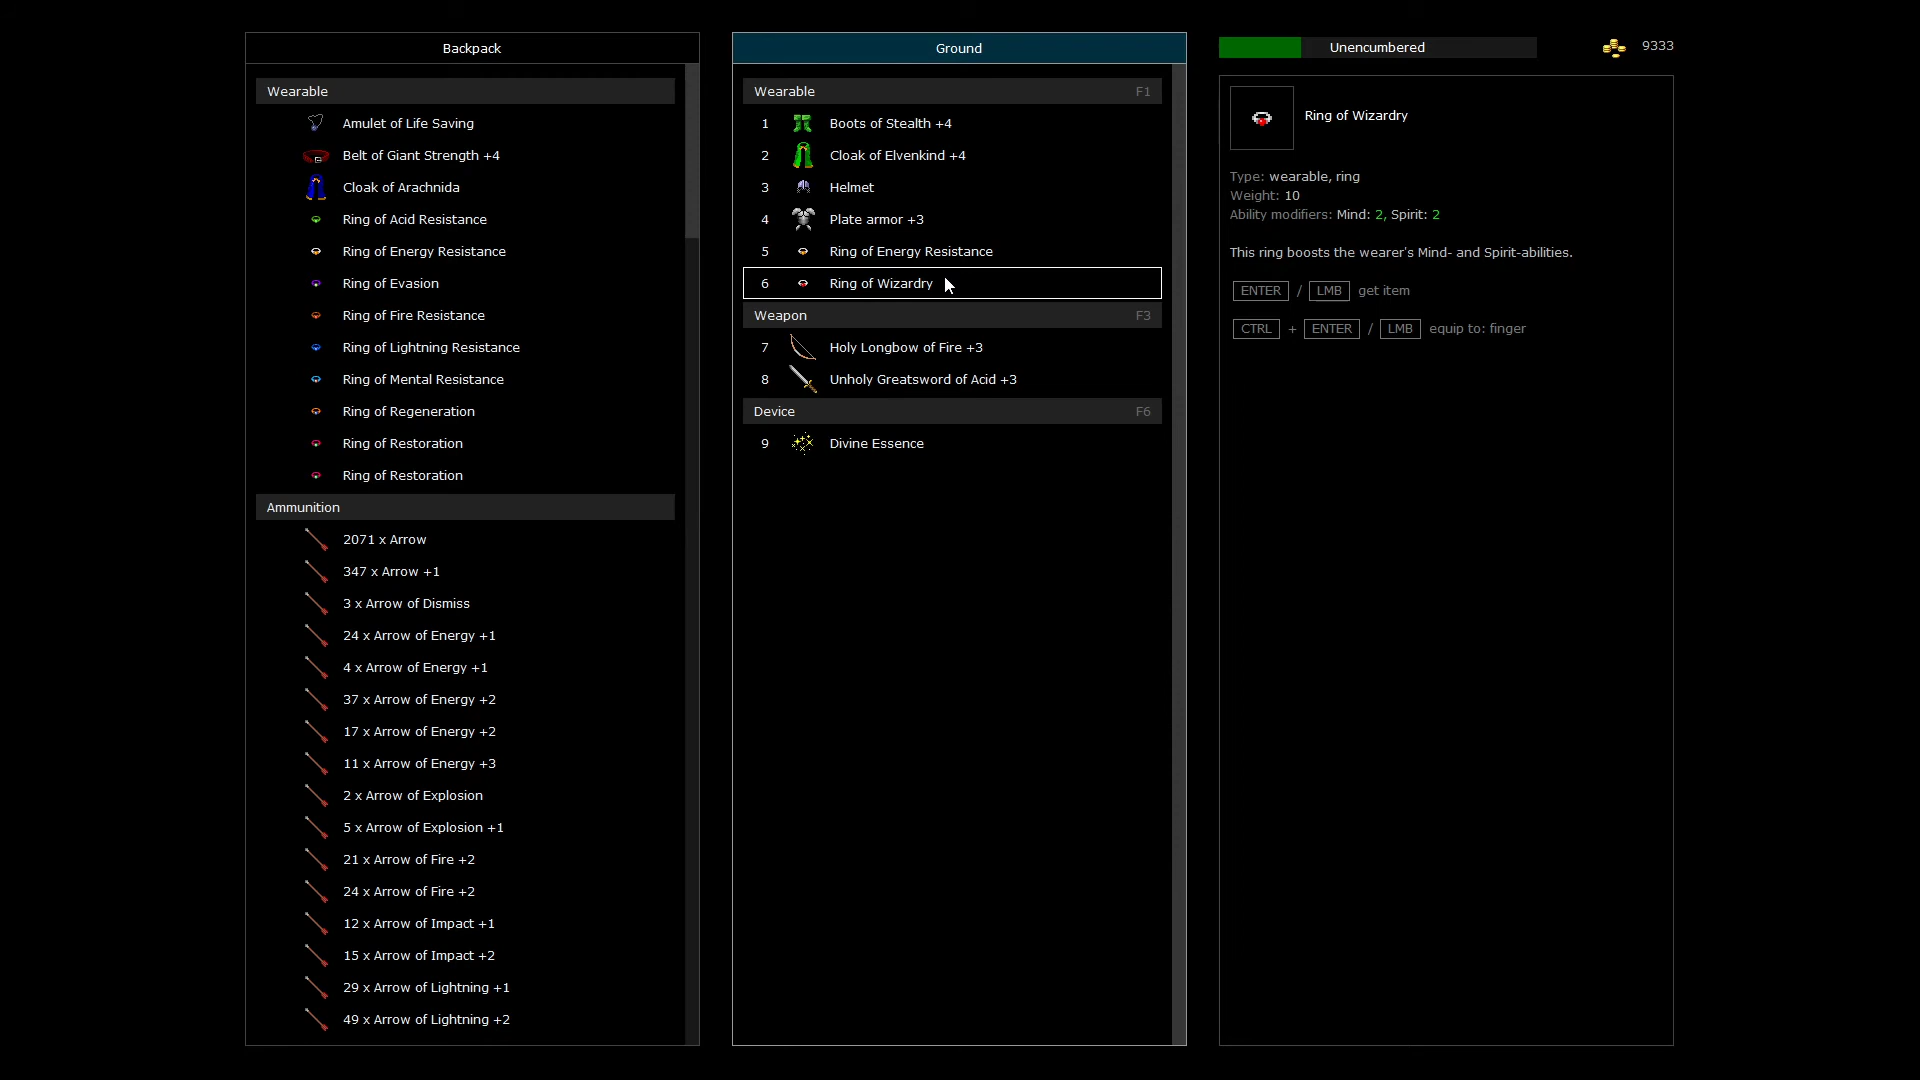 Backpack
Wearable
Amulet of Life Saving
Belt of Giant Strength +4
Cloak of Arachnida
Ring of Acid Resistance
Ring of Energy Resistance
Ring of Evasion
Ring of Fire Resistance
Ring of Lightning Resistance
Ring of Mental Resistance
Ring of Regeneration
Ring of Restoration
Ring of Restoration
Ammunition
2071 x Arrow
347 x Arrow +1
3 x Arrow of Dismiss
24 x Arrow of Energy +1
4 x Arrow of Energy +1
37 x Arrow of Energy +2
17 x Arrow of Energy +2
11 x Arrow of Energy +3
2 x Arrow of Explosion
5 x Arrow of Explosion +1
21 x Arrow of Fire +2
24 x Arrow of Fire +2
12 x Arrow of Impact +1
15 x Arrow of Impact +2
29 x Arrow of Lightning +1
49 x Arrow of Lightning +2
Ground
Wearable F1
1 Boots of Stealth +4
2 Cloak of Elvenkind +4
3 Helmet
4 Plate armor +3
5 Ring of Energy Resistance
6 Ring of Wizardry
Weapon F3
7 Holy Longbow of Fire +3
8 Unholy Greatsword of Acid +3
Device F6
9 Divine Essence
Unencumbered 9333
Ring of Wizardry
Type: wearable, ring
Weight: 10
Ability modifiers: Mind: 2, Spirit: 2
This ring boosts the wearer's Mind- and Spirit-abilities.
ENTER / LMB get item
CTRL + ENTER / LMB equip to: finger